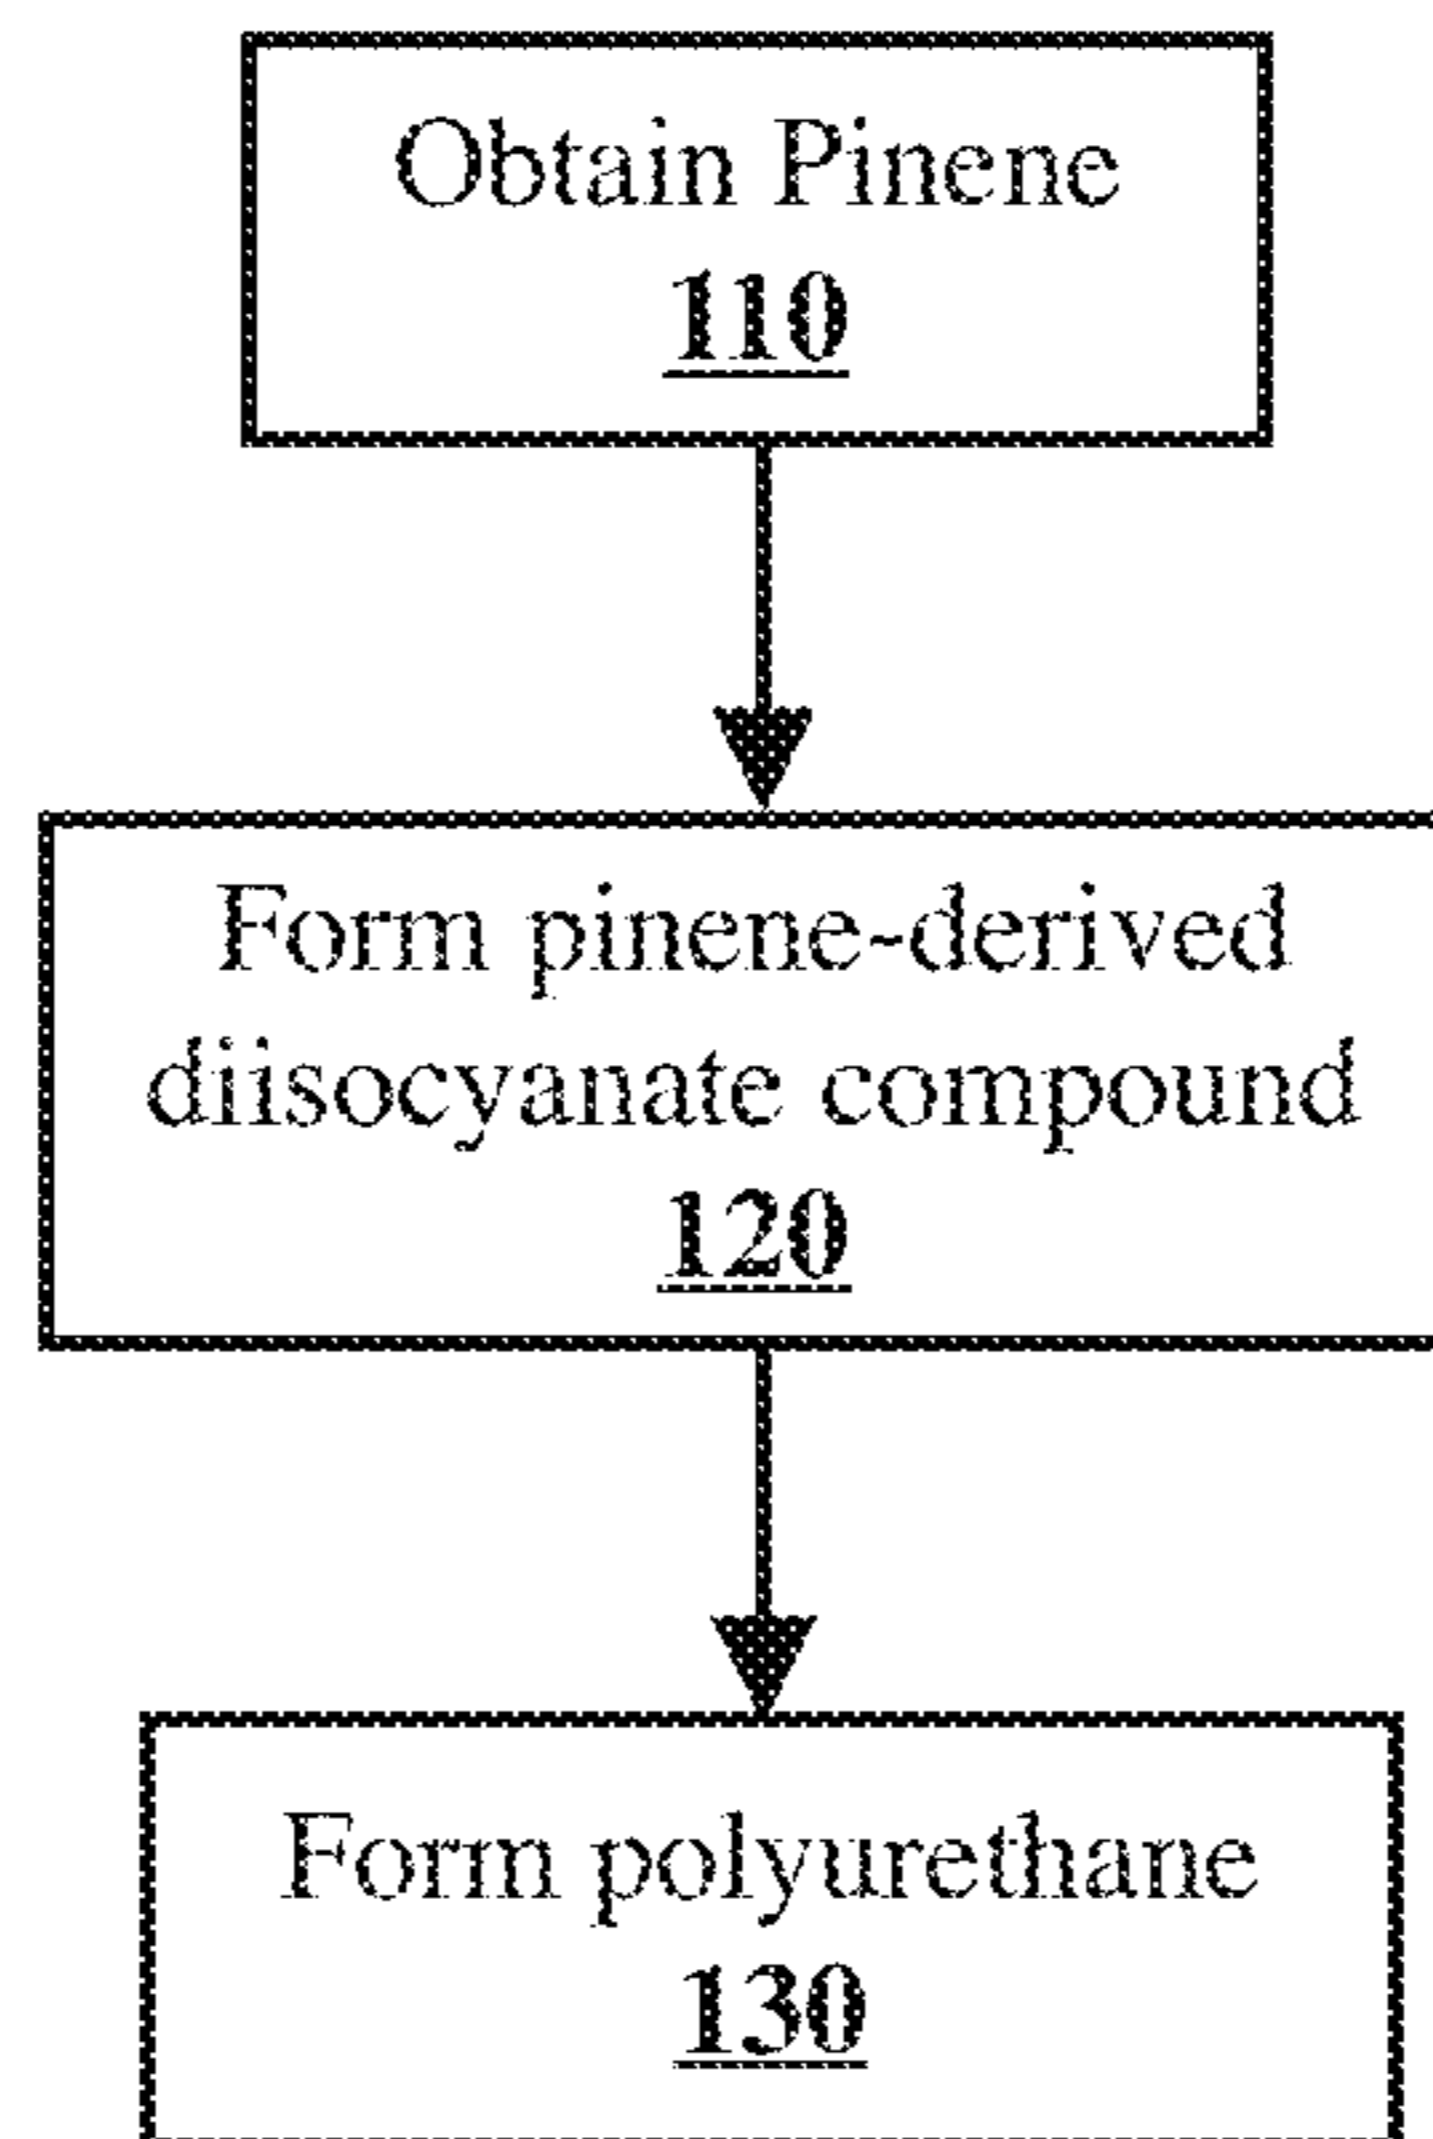 Obtain Pinene
110
Form pinene-derived
diisocyanate compound
120
Form polyurethane
130